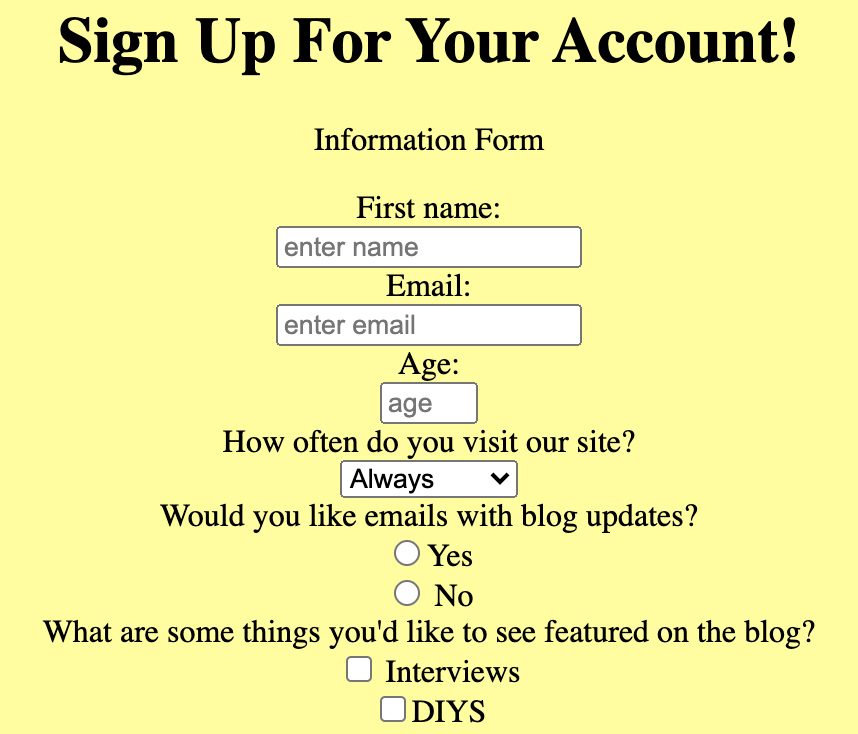 Sign Up For Your Account!
Information Form
First name:
enter name
Email:
enter email
Age:
age
How often do you visit our site?
Always
Would you like emails with blog updates?
Yes
No
What are some things you'd like to see featured on the blog?
Interviews
DIYS